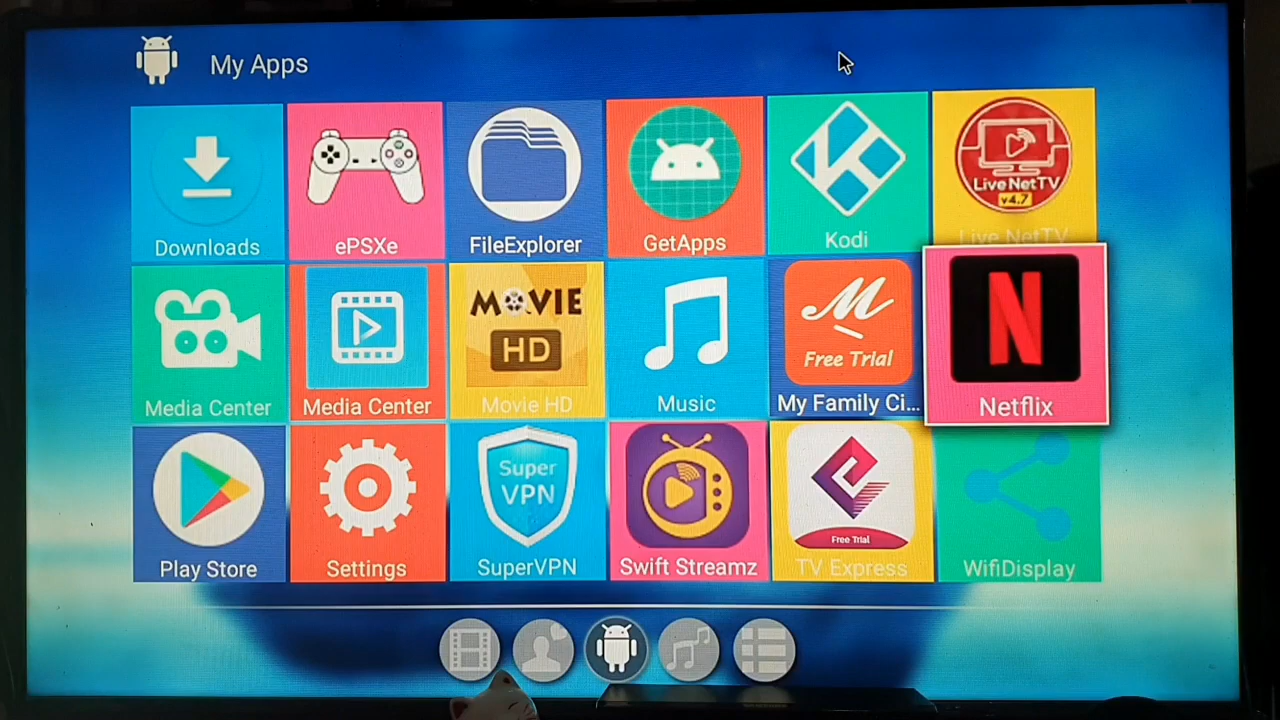 My Apps
Downloads
ePSXe
FileExplorer
GetApps
Kodi
Live NetTV
v4.7
Live NetTV
Media Center
Media Center
MOVIE
HD
Movie HD
Music
M
Free Trial
My Family Ci...
N
Netflix
Play Store
Settings
Super
VPN
SuperVPN
Swift Streamz
Free Trial
TV Express
WifiDisplay